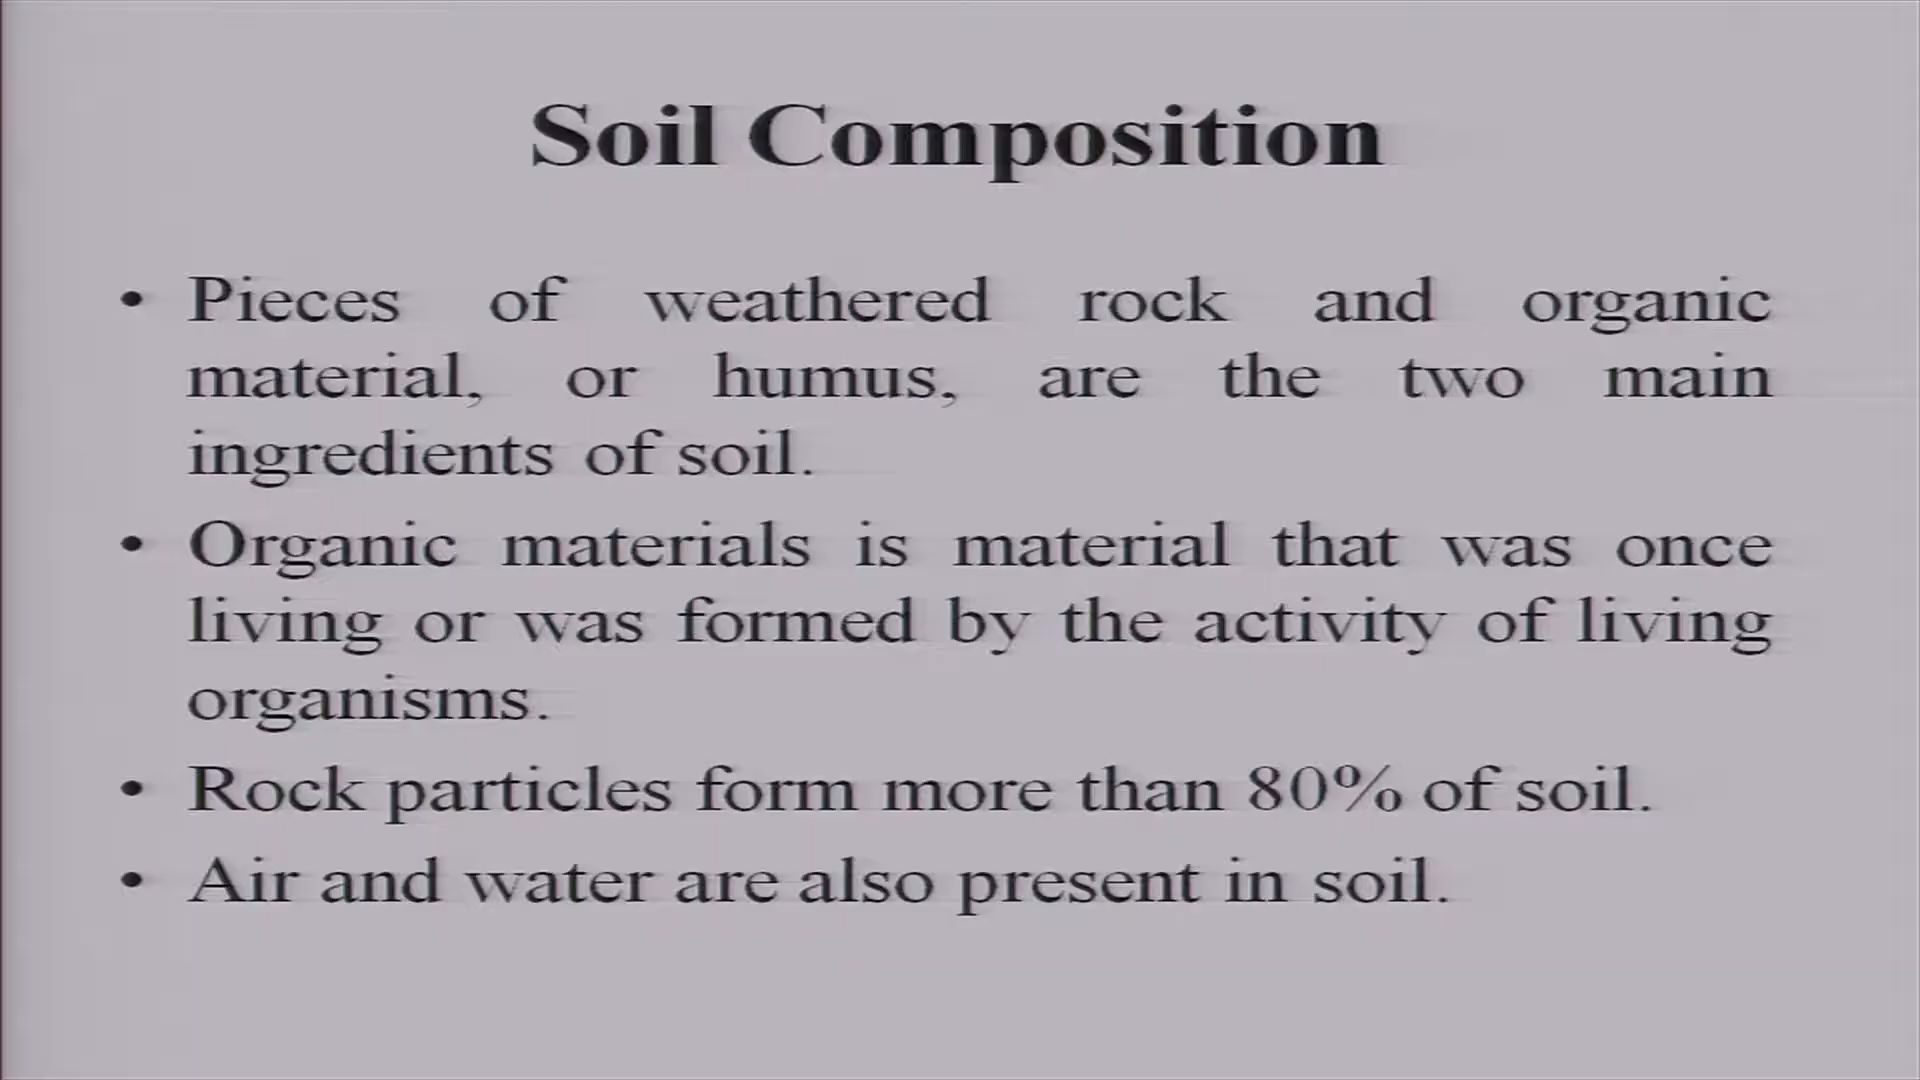 Soil Composition
• Pieces of weathered rock and organic
material, or humus, are the two main
ingredients of soil.
• Organic materials is material that was once
living or was formed by the activity of living
organisms.
• Rock particles form more than 80% of soil.
• Air and water are also present in soil.